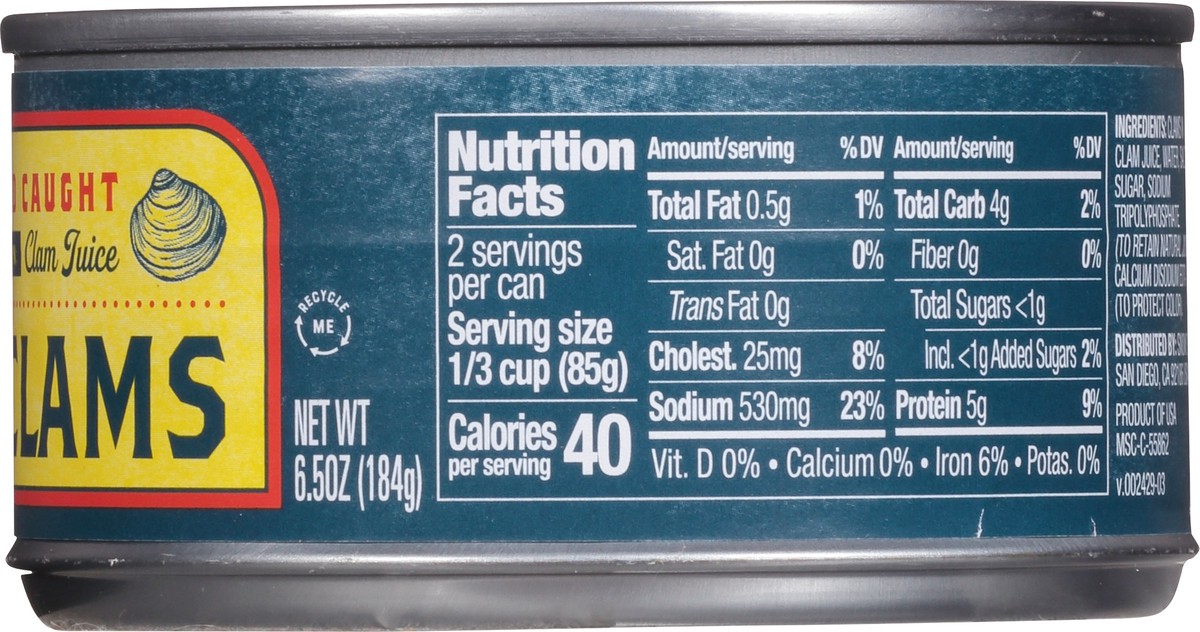 CAUGHT
Clam Juice
CLAMS
RECYCLE
ME
NET WT
6.5OZ (184g)
Nutrition
Facts
2 servings
per can
Serving size
1/3 cup (85g)
Calories 40
per serving
Amount/serving %DV
Total Fat 0.5g 1%
Sat. Fat 0g 0%
Trans Fat 0g
Cholest. 25mg 8%
Sodium 530mg 23%
Amount/serving %DV
Total Carb 4g 2%
Fiber 0g 0%
Total Sugars <1g
Incl. <1g Added Sugars 2%
Protein 5g 9%
Vit. D 0% • Calcium 0% • Iron 6% • Potas. 0%
INGREDIENTS:
CLAM JUICE, WATER,
SUGAR, SODIUM
TRIPOLYPHOSPHATE
(TO RETAIN NATURAL
CALCIUM DISODIUM
(TO PROTECT COLOR
DISTRIBUTED BY:
SAN DIEGO, CA
PRODUCT OF USA
MSC-C-55862
v.002429-03